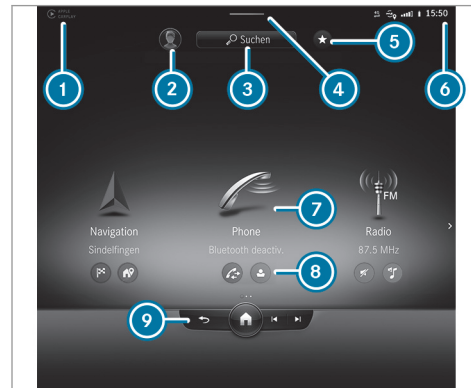 APPLE
CARPLAY
15:50
Suchen
1
2
3
4
5
6
FM
7
Navigation
Phone
Radio
Sindelfingen
Bluetooth deactiv.
87.5 MHz
8
9